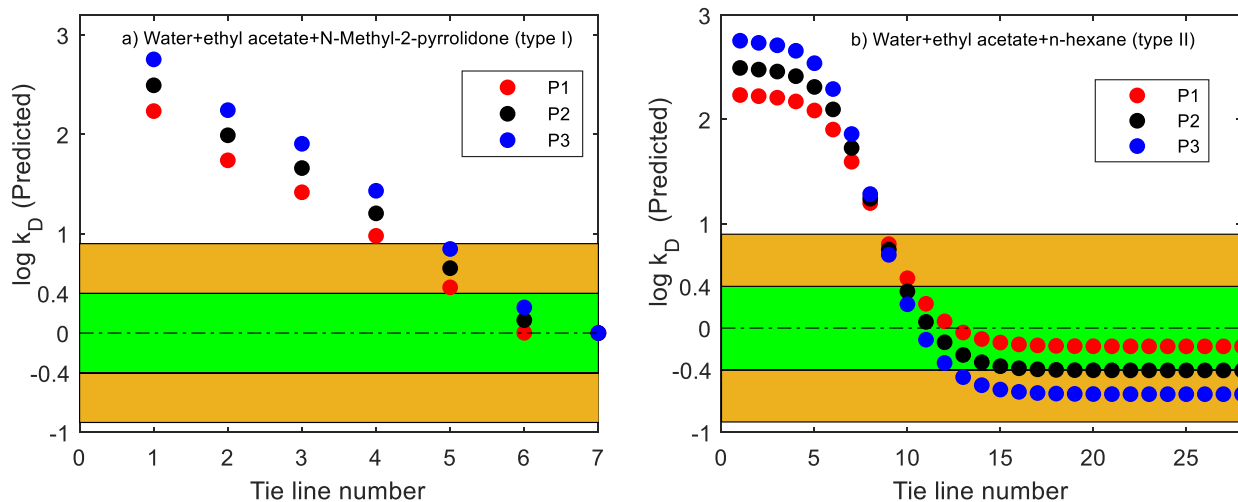 a) Water+ethyl acetate+N-Methyl-2-pyrrolidone (type I)
P1
P2
P3
log k_D (Predicted)
3
2
1
0.4
0
-0.4
-1
0 1 2 3 4 5 6 7
Tie line number
b) Water+ethyl acetate+n-hexane (type II)
P1
P2
P3
log k_D (Predicted)
3
2
1
0.4
0
-0.4
-1
0 5 10 15 20 25
Tie line number